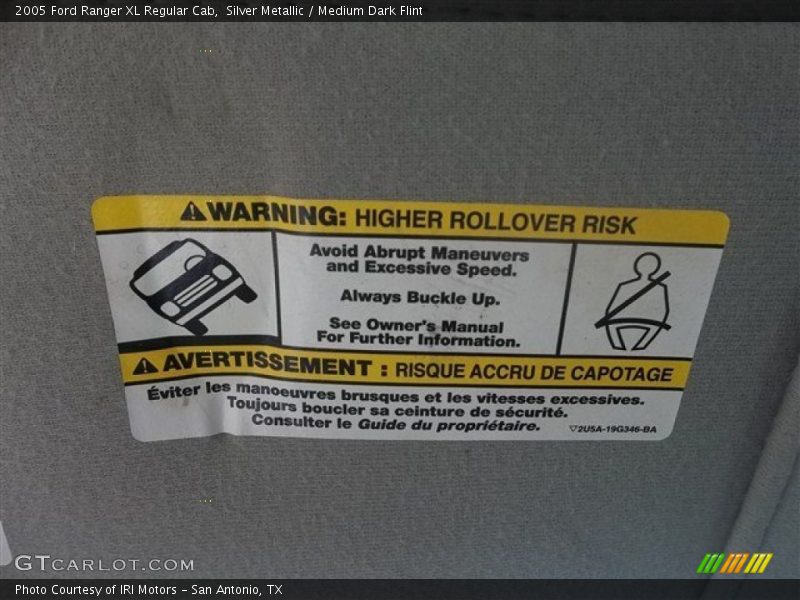 2005 Ford Ranger XL Regular Cab,  Silver Metallic / Medium Dark Flint
WARNING: HIGHER ROLLOVER RISK
Avoid Abrupt Maneuvers
and Excessive Speed.
Always Buckle Up.
See Owner's Manual
For Further Information.
AVERTISSEMENT : RISQUE ACCRU DE CAPOTAGE
Éviter les manoeuvres brusques et les vitesses excessives.
Toujours boucler sa ceinture de sécurité.
Consulter le Guide du propriétaire.
▽2U5A-19G346-BA
GTCARLOT.COM
Photo Courtesy of IRI Motors – San Antonio, TX